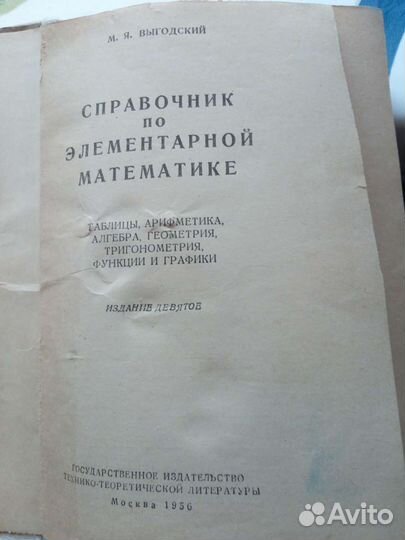 М. Я. ВЫГОДСКИЙ
СПРАВОЧНИК
ПО
ЭЛЕМЕНТАРНОЙ
МАТЕМАТИКЕ
ТАБЛИЦЫ, АРИФМЕТИКА,
АЛГЕБРА, ГЕОМЕТРИЯ,
ТРИГОНОМЕТРИЯ,
ФУНКЦИИ И ГРАФИКИ
ИЗДАНИЕ ДЕВЯТОЕ
ГОСУДАРСТВЕННОЕ ИЗДАТЕЛЬСТВО
ТЕХНИКО-ТЕОРЕТИЧЕСКОЙ ЛИТЕРАТУРЫ
Москва 1956
Avito